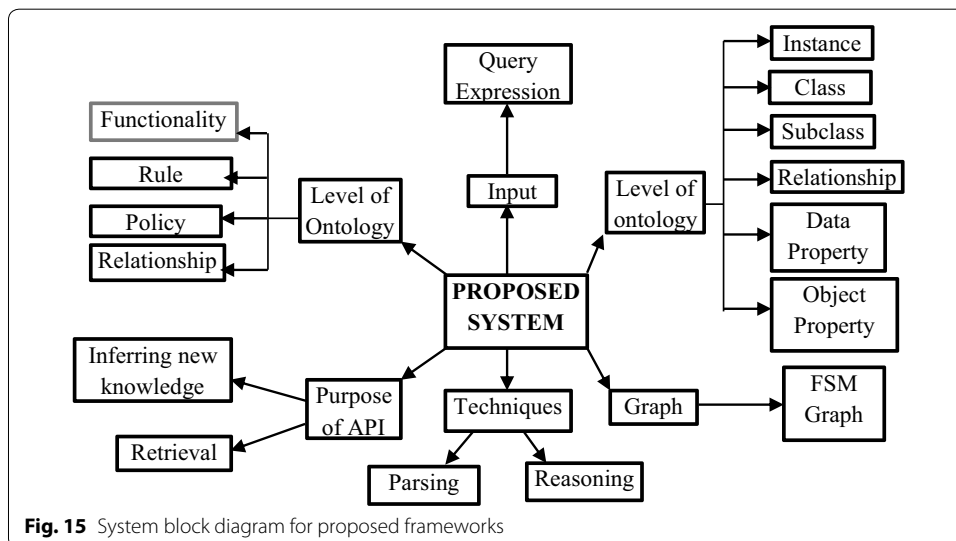 Query
Expression
Input
Functionality
Rule
Policy
Relationship
Level of
Ontology
Level of
ontology
Instance
Class
Subclass
Relationship
Data
Property
Object
Property
PROPOSED
SYSTEM
Inferring new
knowledge
Retrieval
Purpose
of API
Techniques
Parsing
Reasoning
Graph
FSM
Graph
Fig. 15 System block diagram for proposed frameworks